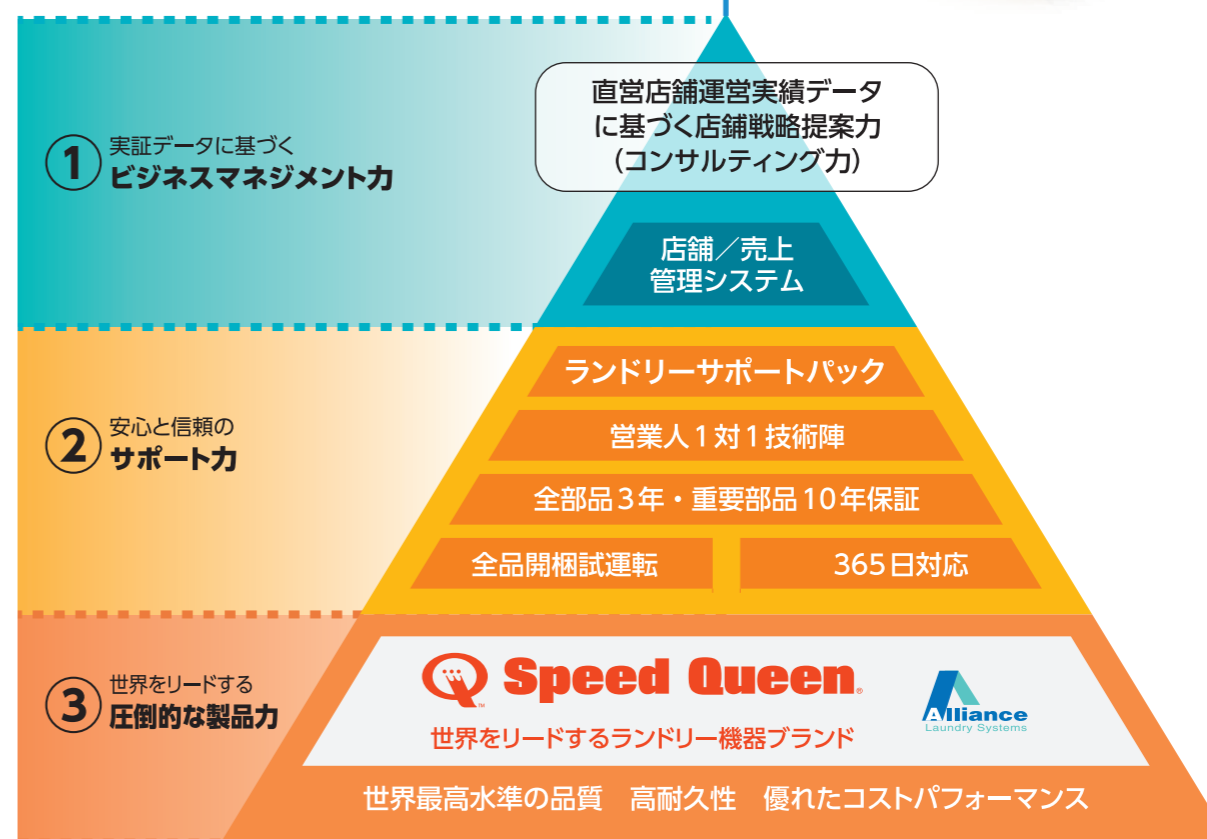 ① 実証データに基づく
ビジネスマネジメント力
直営店舗運営実績データ
に基づく店舗戦略提案力
(コンサルティング力)
店舗／売上
管理システム
② 安心と信頼の
サポート力
ランドリーサポートパック
営業人1対1技術陣
全部品3年・重要部品10年保証
全品開梱試運転
365日対応
③ 世界をリードする
圧倒的な製品力
Speed Queen®
™
世界をリードするランドリー機器ブランド
Alliance
Laundry Systems
世界最高水準の品質　高耐久性　優れたコストパフォーマンス